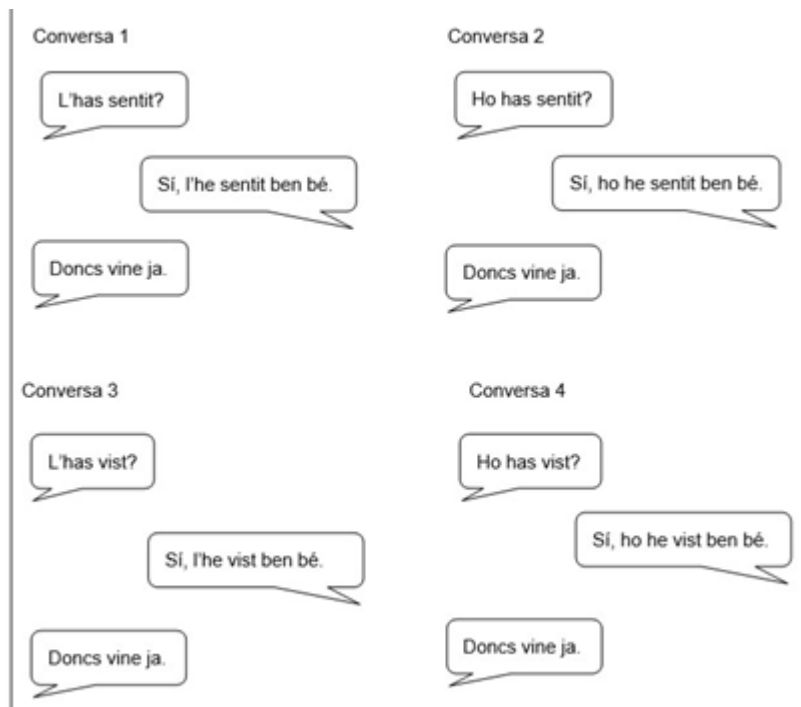 Conversa 1
L'has sentit?
Sí, l'he sentit ben bé.
Doncs vine ja.
Conversa 2
Ho has sentit?
Sí, ho he sentit ben bé.
Doncs vine ja.
Conversa 3
L'has vist?
Sí, l'he vist ben bé.
Doncs vine ja.
Conversa 4
Ho has vist?
Sí, ho he vist ben bé.
Doncs vine ja.